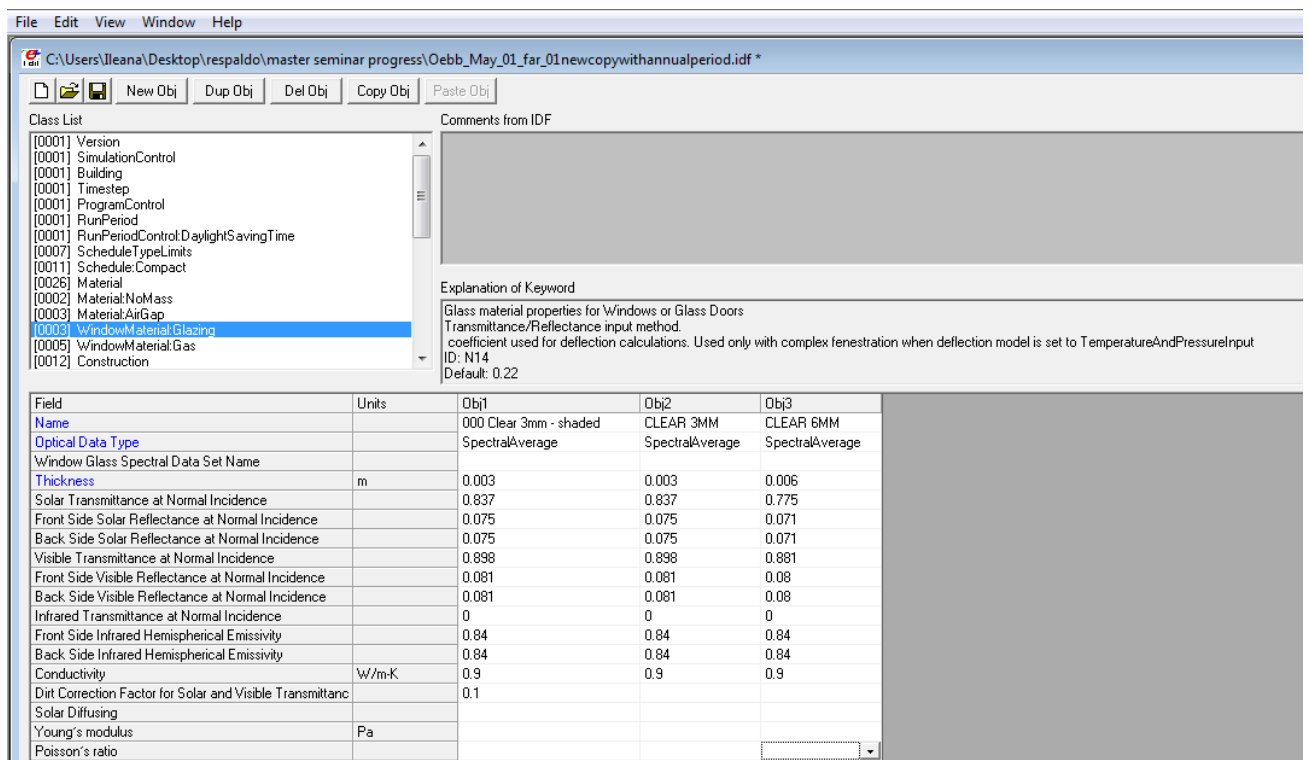 File Edit View Window Help
C:\Users\Ileana\Desktop\respaldo\master seminar progress\Oebb_May_01_far_01newcopywithannualperiod.idf *
New Obj Dup Obj Del Obj Copy Obj Paste Obj
Class List Comments from IDF
[0001] Version
[0001] SimulationControl
[0001] Building
[0001] Timestep
[0001] ProgramControl
[0001] RunPeriod
[0001] RunPeriodControl:DaylightSavingTime
[0007] ScheduleTypeLimits
[0011] Schedule:Compact
[0026] Material
[0002] Material:NoMass
[0003] Material:AirGap
[0003] WindowMaterial:Glazing
[0005] WindowMaterial:Gas
[0012] Construction
Explanation of Keyword
Glass material properties for Windows or Glass Doors
Transmittance/Reflectance input method.
coefficient used for deflection calculations. Used only with complex fenestration when deflection model is set to TemperatureAndPressureInput
ID: N14
Default: 0.22
Field Units Obj1 Obj2 Obj3
Name 000 Clear 3mm - shaded CLEAR 3MM CLEAR 6MM
Optical Data Type SpectralAverage SpectralAverage SpectralAverage
Window Glass Spectral Data Set Name
Thickness m 0.003 0.003 0.006
Solar Transmittance at Normal Incidence 0.837 0.837 0.775
Front Side Solar Reflectance at Normal Incidence 0.075 0.075 0.071
Back Side Solar Reflectance at Normal Incidence 0.075 0.075 0.071
Visible Transmittance at Normal Incidence 0.898 0.898 0.881
Front Side Visible Reflectance at Normal Incidence 0.081 0.081 0.08
Back Side Visible Reflectance at Normal Incidence 0.081 0.081 0.08
Infrared Transmittance at Normal Incidence 0 0 0
Front Side Infrared Hemispherical Emissivity 0.84 0.84 0.84
Back Side Infrared Hemispherical Emissivity 0.84 0.84 0.84
Conductivity W/m-K 0.9 0.9 0.9
Dirt Correction Factor for Solar and Visible Transmittanc 0.1
Solar Diffusing
Young´s modulus Pa
Poisson´s ratio